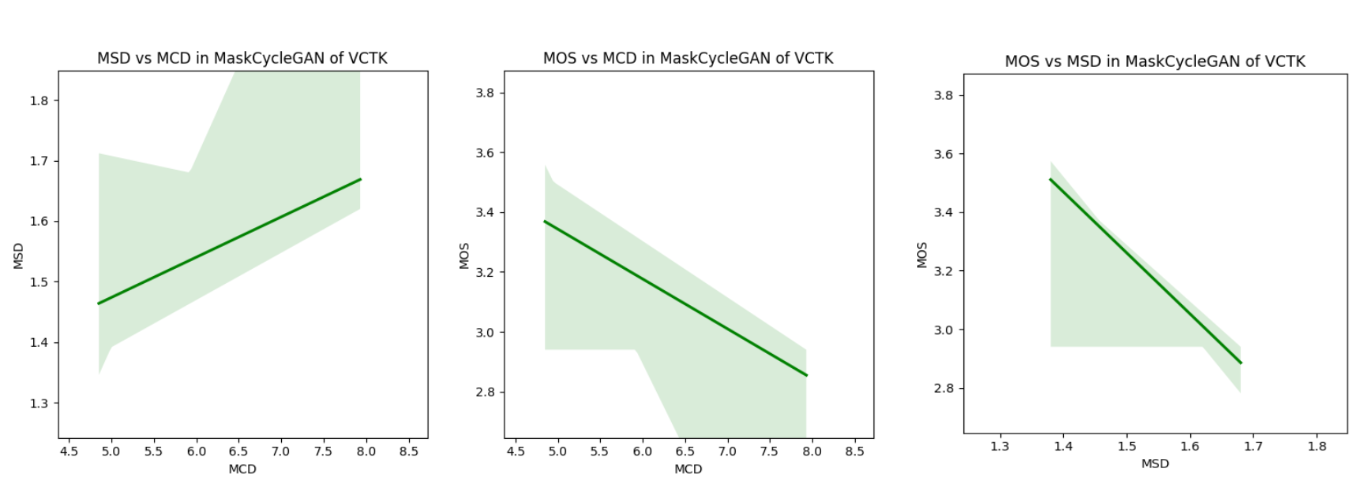 MSD vs MCD in MaskCycleGAN of VCTK
1.8
1.7
1.6
1.5
1.4
1.3
MSD
4.5 5.0 5.5 6.0 6.5 7.0 7.5 8.0 8.5
MCD
MOS vs MCD in MaskCycleGAN of VCTK
3.8
3.6
3.4
3.2
3.0
2.8
MOS
4.5 5.0 5.5 6.0 6.5 7.0 7.5 8.0 8.5
MCD
MOS vs MSD in MaskCycleGAN of VCTK
3.8
3.6
3.4
3.2
3.0
2.8
MOS
1.3 1.4 1.5 1.6 1.7 1.8
MSD